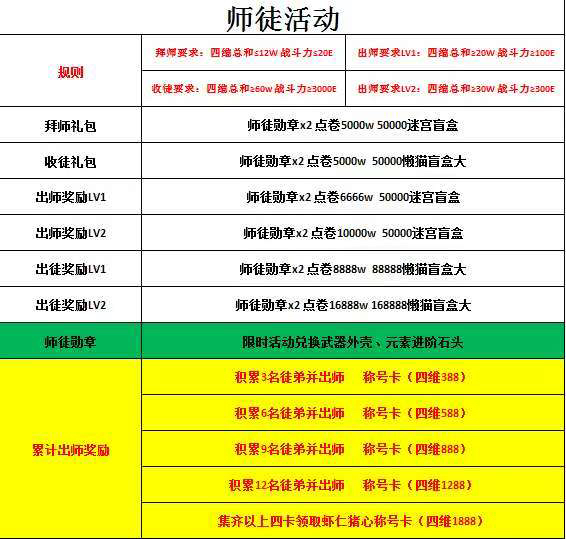 师徒活动
规则
拜师要求：四维总和≤12W 战斗力≤20E
出师要求LV1：四维总和≥20W 战斗力≥100E
收徒要求：四维总和≥60w 战斗力≥3000E
出师要求LV2：四维总和≥30W 战斗力≥300E
拜师礼包
师徒勋章x2 点卷5000w 50000迷宫盲盒
收徒礼包
师徒勋章x2 点卷5000w 50000懒猫盲盒大
出师奖励LV1
师徒勋章x2 点卷6666w 50000迷宫盲盒
出师奖励LV2
师徒勋章x2 点卷10000w 50000迷宫盲盒
出徒奖励LV1
师徒勋章x2 点卷8888w 88888懒猫盲盒大
出徒奖励LV2
师徒勋章x2 点卷16888w 168888懒猫盲盒大
师徒勋章
限时活动兑换武器外壳、元素进阶石头
累计出师奖励
积累3名徒弟并出师 称号卡（四维388）
积累6名徒弟并出师 称号卡（四维588）
积累9名徒弟并出师 称号卡（四维888）
积累12名徒弟并出师 称号卡（四维1288）
集齐以上四卡领取虾仁猪心称号卡（四维1888）